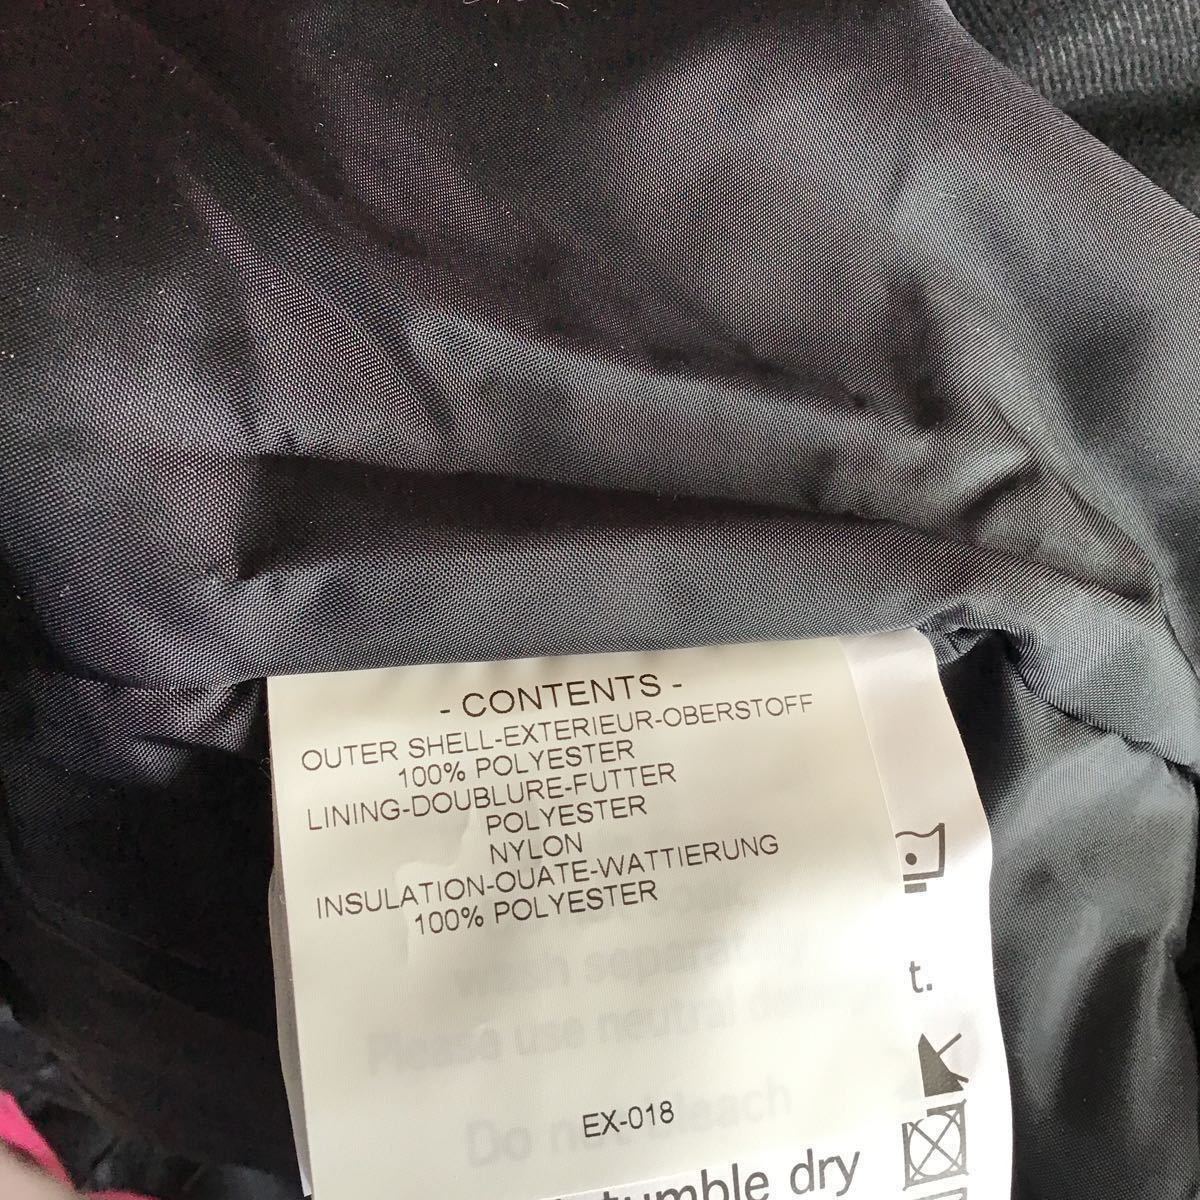 - CONTENTS -
OUTER SHELL-EXTERIEUR-OBERSTOFF
100% POLYESTER
LINING-DOUBLURE-FUTTER
POLYESTER
NYLON
INSULATION-OUATE-WATTIERUNG
100% POLYESTER
wash separately
t.
Please use neutral
EX-018
Do not bleach
tumble dry